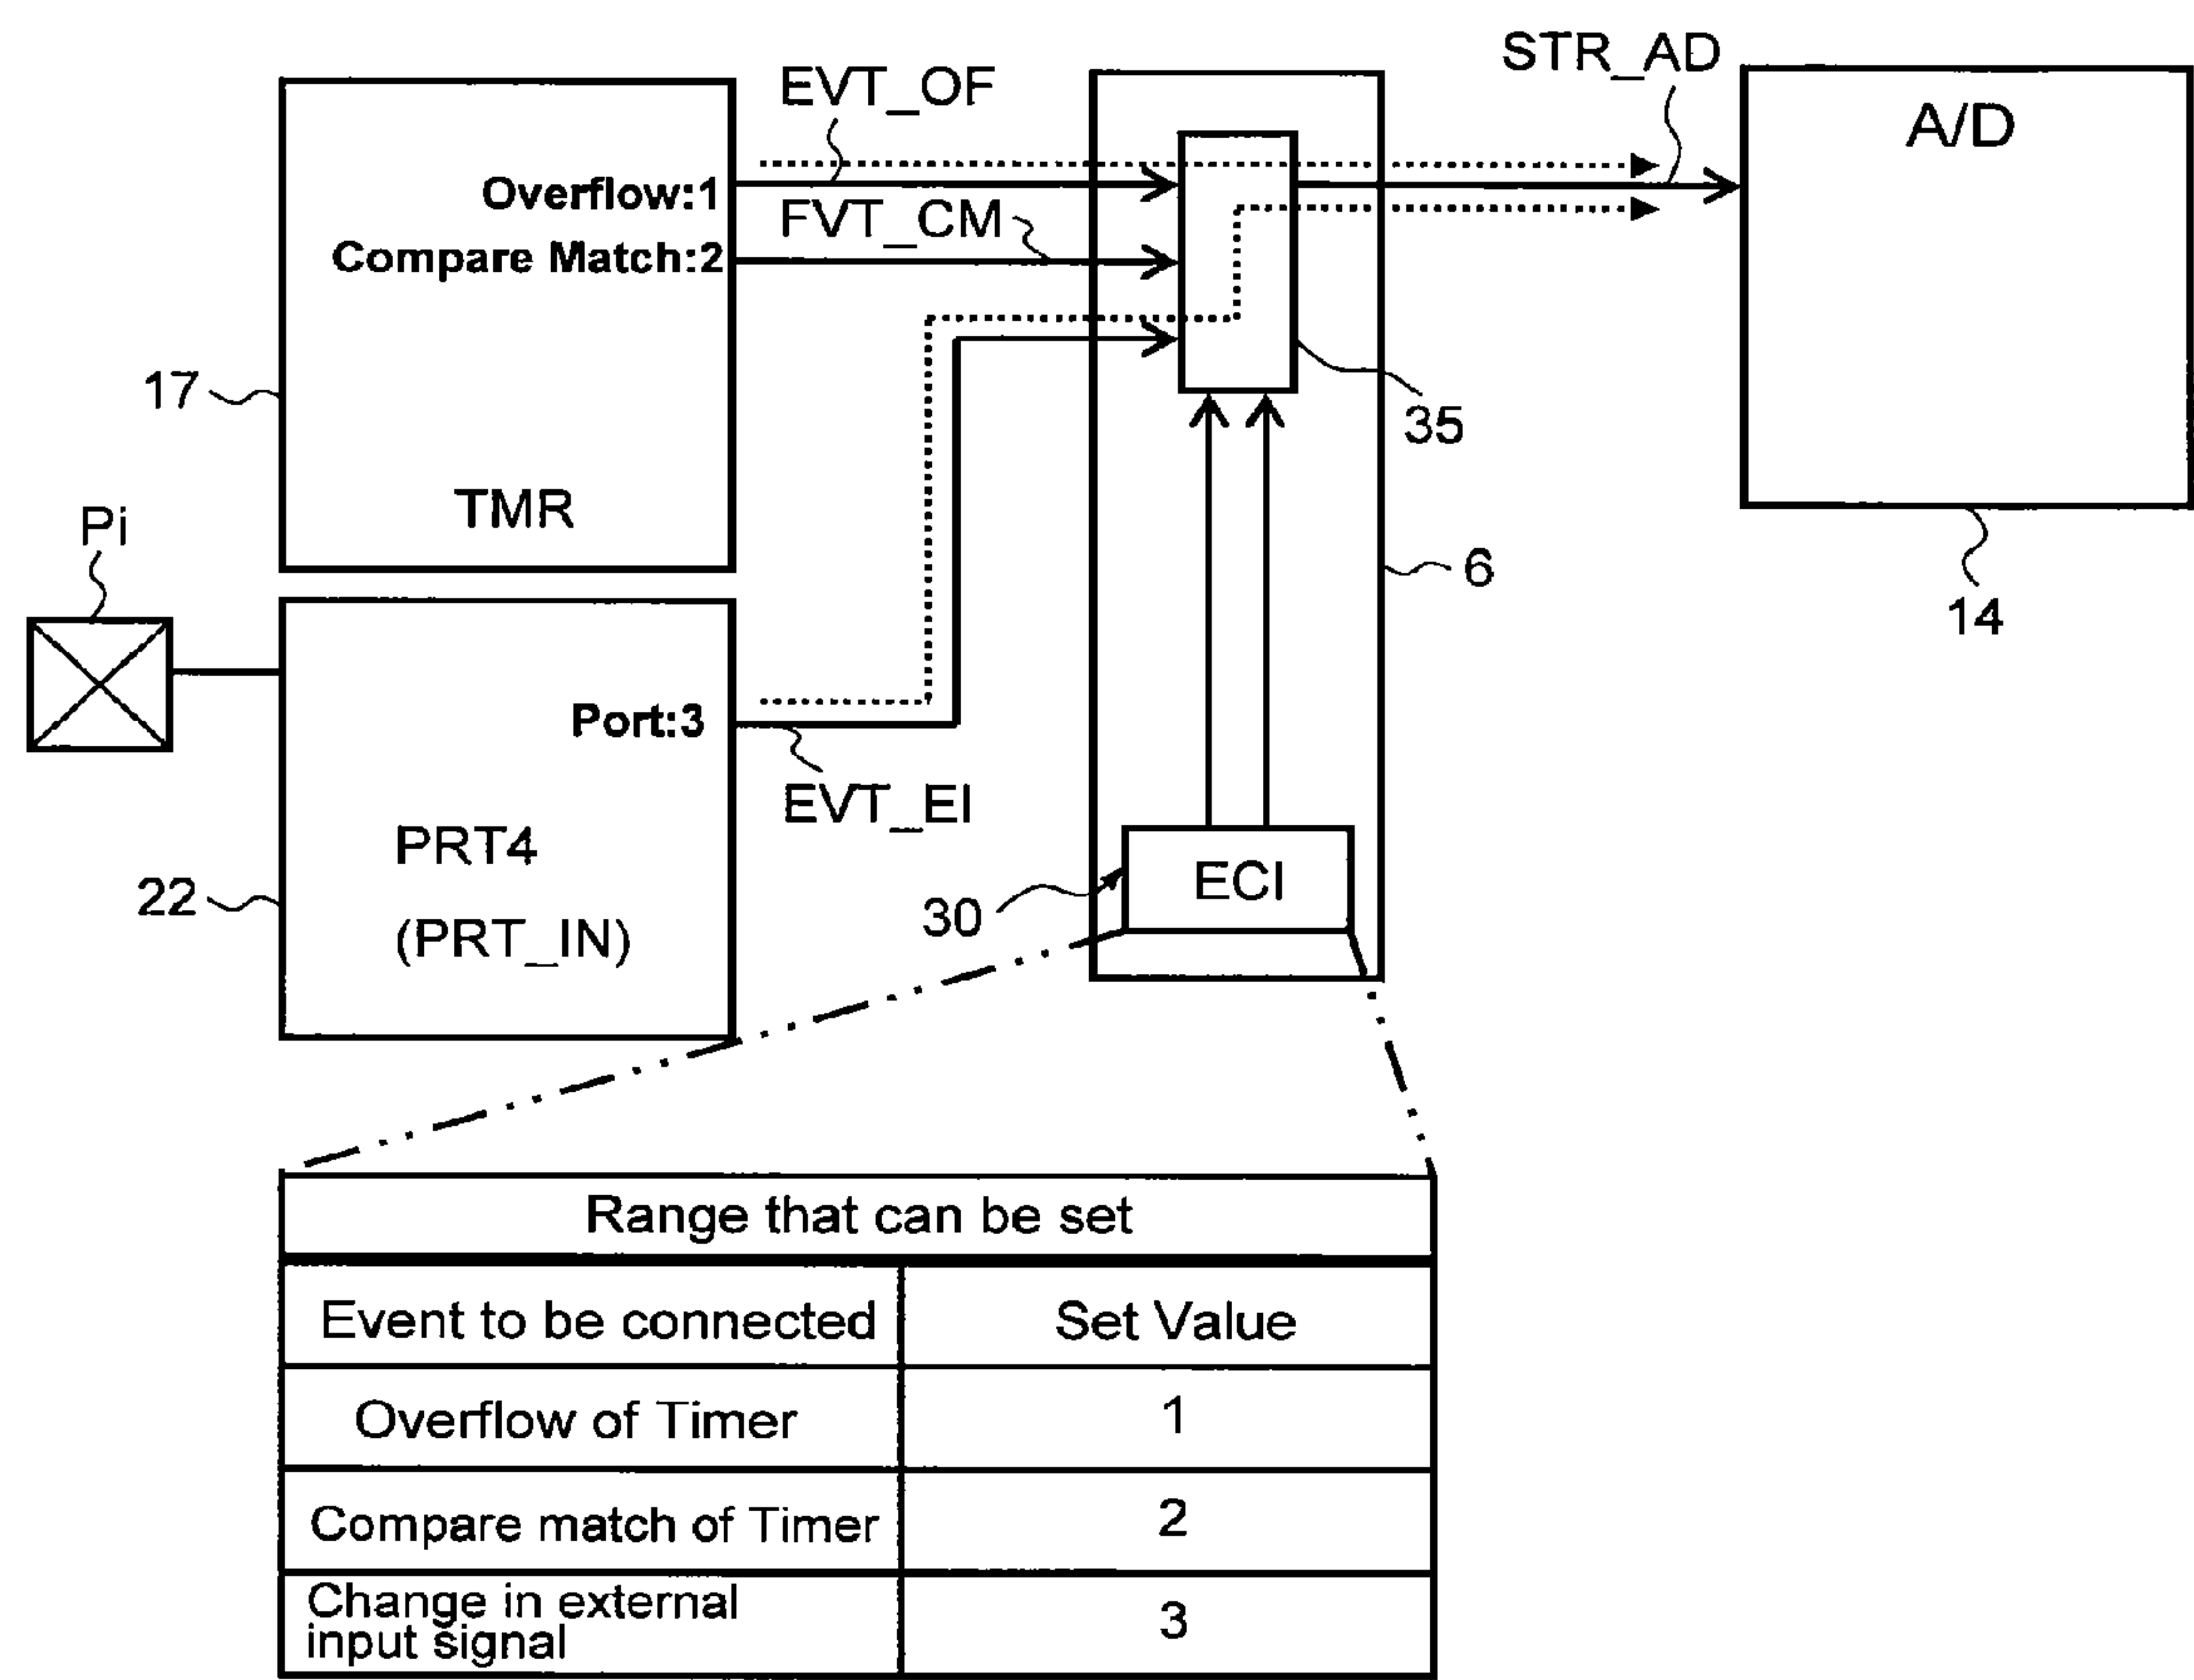 STR_AD
EVT_OF
A/D
Overflow:1
FVT_CM
Compare Match:2
17
35
TMR
Pi
6
14
Port:3
EVT_EI
PRT4
22
ECI
30
(PRT_IN)
Range that can be set
Event to be connected Set Value
Overflow of Timer 1
Compare match of Timer 2
Change in external
input signal 3